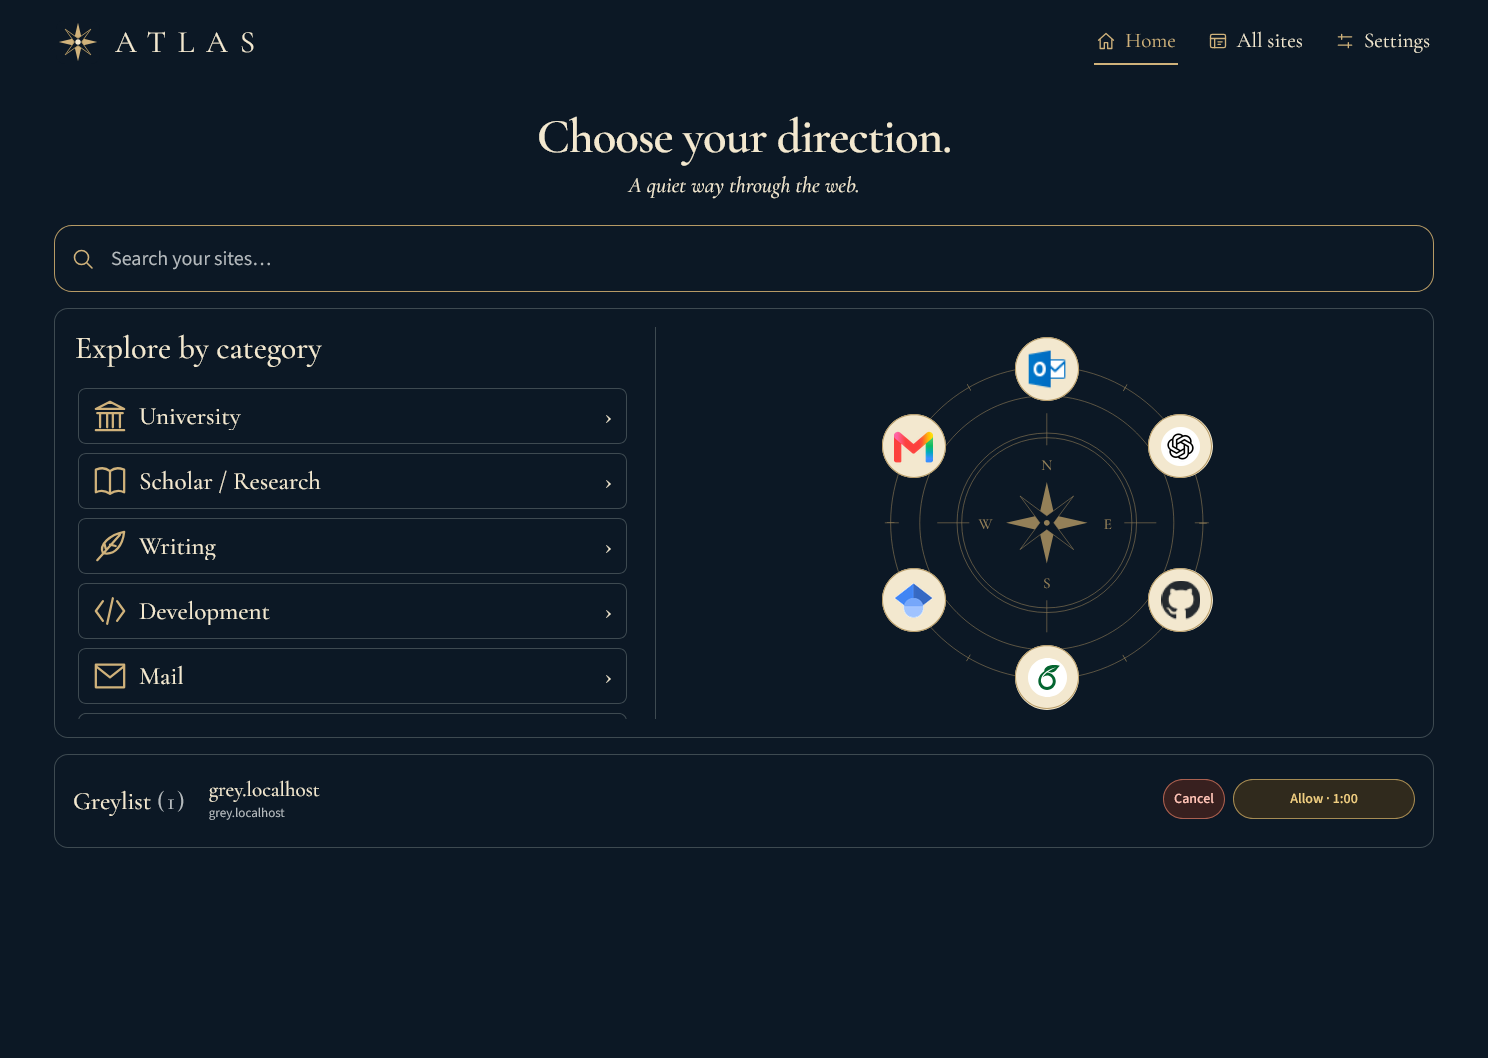 ATLAS
Home
All sites
Settings
Choose your direction.
A quiet way through the web.
Search your sites...
Explore by category
University ›
Scholar / Research ›
Writing ›
Development ›
Mail ›
N
W
E
S
Greylist (1)
grey.localhost
grey.localhost
Cancel
Allow · 1:00